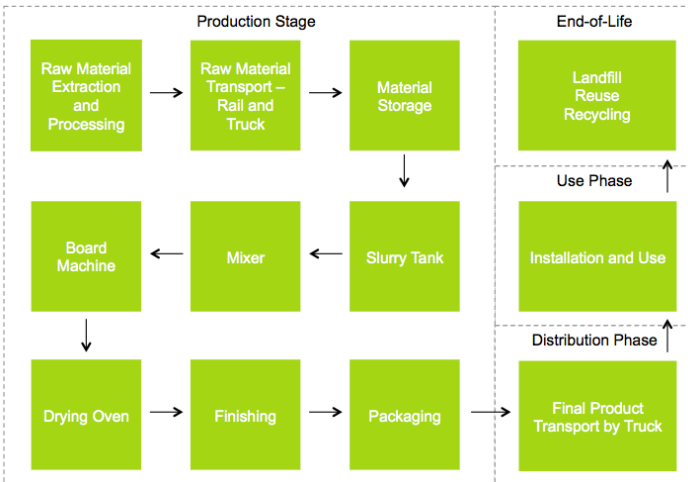 Production Stage
End-of-Life
Raw Material
Extraction
and
Processing
Raw Material
Transport –
Rail and
Truck
Material
Storage
Landfill
Reuse
Recycling
Use Phase
Board
Machine
Mixer
Slurry Tank
Installation and Use
Distribution Phase
Drying Oven
Finishing
Packaging
Final Product
Transport by Truck